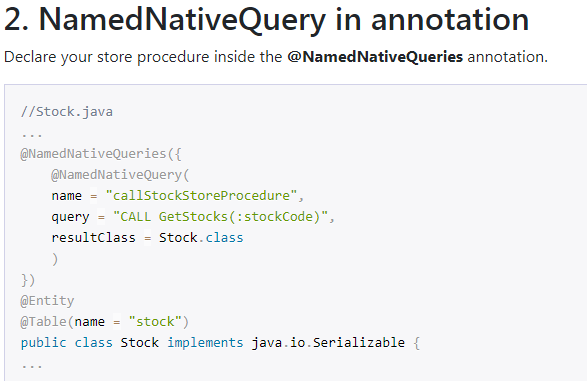 2. NamedNativeQuery in annotation
Declare your store procedure inside the @NamedNativeQueries annotation.
//Stock.java
...
@NamedNativeQueries({
    @NamedNativeQuery(
    name = "callStockStoreProcedure",
    query = "CALL GetStocks(:stockCode)",
    resultClass = Stock.class
    )
})
@Entity
@Table(name = "stock")
public class Stock implements java.io.Serializable {
...